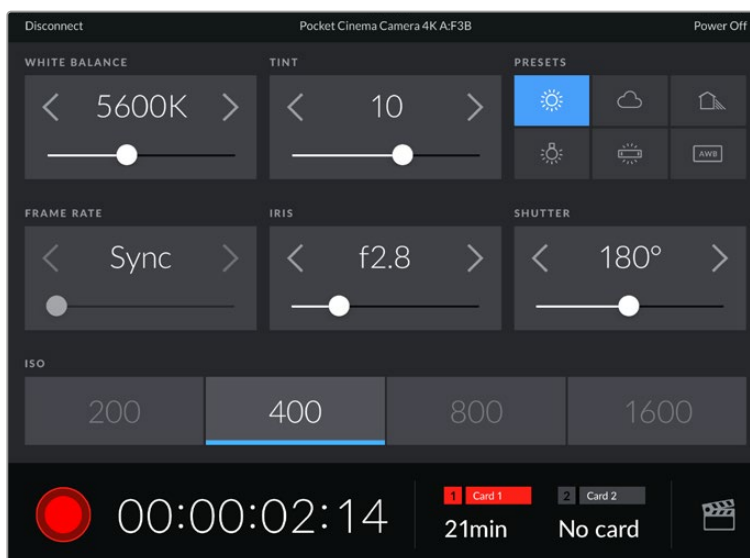 Disconnect Pocket Cinema Camera 4K A:F3B Power Off
WHITE BALANCE TINT PRESETS
5600K 10
AWB
FRAME RATE IRIS SHUTTER
Sync f2.8 180°
ISO
200 400 800 1600
00:00:02:14
1 Card 1 2 Card 2
21min No card